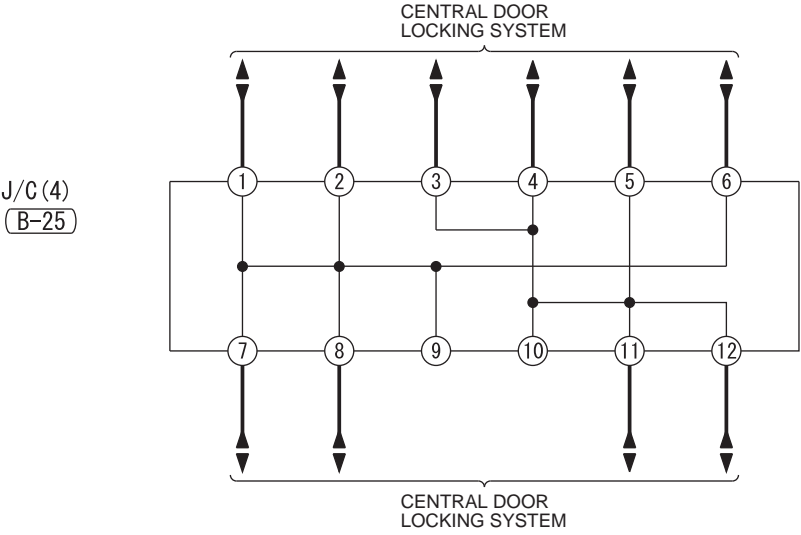 CENTRAL DOOR
LOCKING SYSTEM
1 2 3 4 5 6
J/C(4)
B-25
7 8 9 10 11 12
CENTRAL DOOR
LOCKING SYSTEM